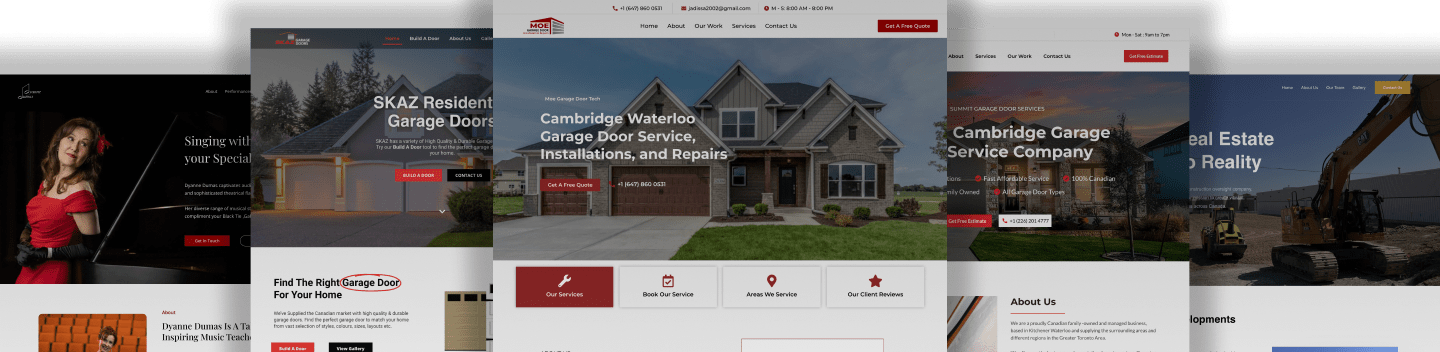 About
Performances
Singing with
your Special
Dyanne Dumas captivates
and sophisticated theatrical
Her diverse range of musical
compliment your Black Tie
Get In Touch
About
Dyanne Dumas Is A Ta
Inspiring Music Teache
GARAGE
DOORS
Home
Build A Door
About Us
SKAZ Resident
Garage Doors
SKAZ has a variety of High Quality & Durable Garage
Try our Build A Door tool to find the perfect garage
your home.
BUILD A DOOR
CONTACT US
Find The Right Garage Door
For Your Home
We've Supplied the Canadian market with high quality & durable
garage doors. Find the perfect garage door to match your home
from vast selection of styles, colours, sizes, layouts etc.
Build A Door
View Gallery
+1 (647) 860 0531
jadiesa2002@gmail.com
M - S: 8:00 AM - 8:00 PM
MOE
GARAGE DOOR
Home
About
Our Work
Services
Contact Us
Get A Free Quote
Moe Garage Door Tech
Cambridge Waterloo
Garage Door Service,
Installations, and Repairs
Get A Free Quote
+1 (647) 860 0531
Our Services
Book Our Service
Areas We Service
Our Client Reviews
Mon - Sat : 9am to 7pm
About
Services
Our Work
Contact Us
Get Free Estimate
SUMMIT GARAGE DOOR SERVICES
Cambridge Garage
Service Company
tions
Fast Affordable Service
100% Canadian
mily Owned
All Garage Door Types
Get Free Estimate
+1 (226) 201 4777
About Us
We are a proudly Canadian family-owned and managed business,
based in Kitchener Waterloo and supplying the surrounding areas and
different regions in the Greater Toronto Area.
Home
About Us
Our Team
Gallery
Contact Us
eal Estate
o Reality
lopments